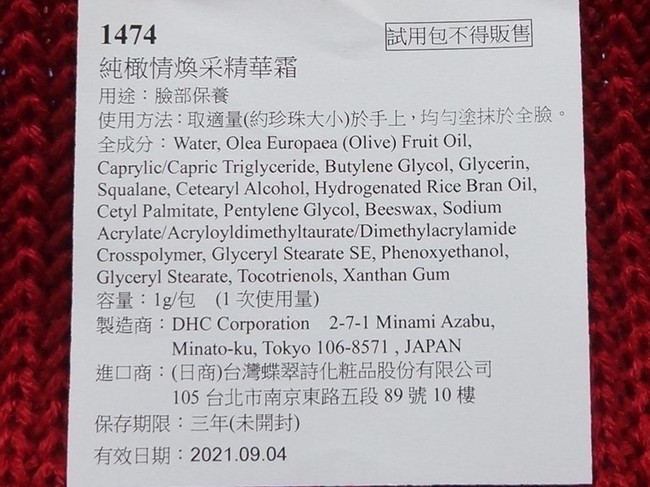 1474
試用包不得販售
純橄情煥采精華霜
用途：臉部保養
使用方法：取適量(約珍珠大小)於手上，均勻塗抹於全臉。
全成分：Water, Olea Europaea (Olive) Fruit Oil,
Caprylic/Capric Triglyceride, Butylene Glycol, Glycerin,
Squalane, Cetearyl Alcohol, Hydrogenated Rice Bran Oil,
Cetyl Palmitate, Pentylene Glycol, Beeswax, Sodium
Acrylate/Acryloyldimethyltaurate/Dimethylacrylamide
Crosspolymer, Glyceryl Stearate SE, Phenoxyethanol,
Glyceryl Stearate, Tocotrienols, Xanthan Gum
容量：1g/包 (1 次使用量)
製造商：DHC Corporation 2-7-1 Minami Azabu,
Minato-ku, Tokyo 106-8571 , JAPAN
進口商：(日商)台灣蝶翠詩化粧品股份有限公司
105 台北市南京東路五段 89 號 10 樓
保存期限：三年(未開封)
有效日期：2021.09.04